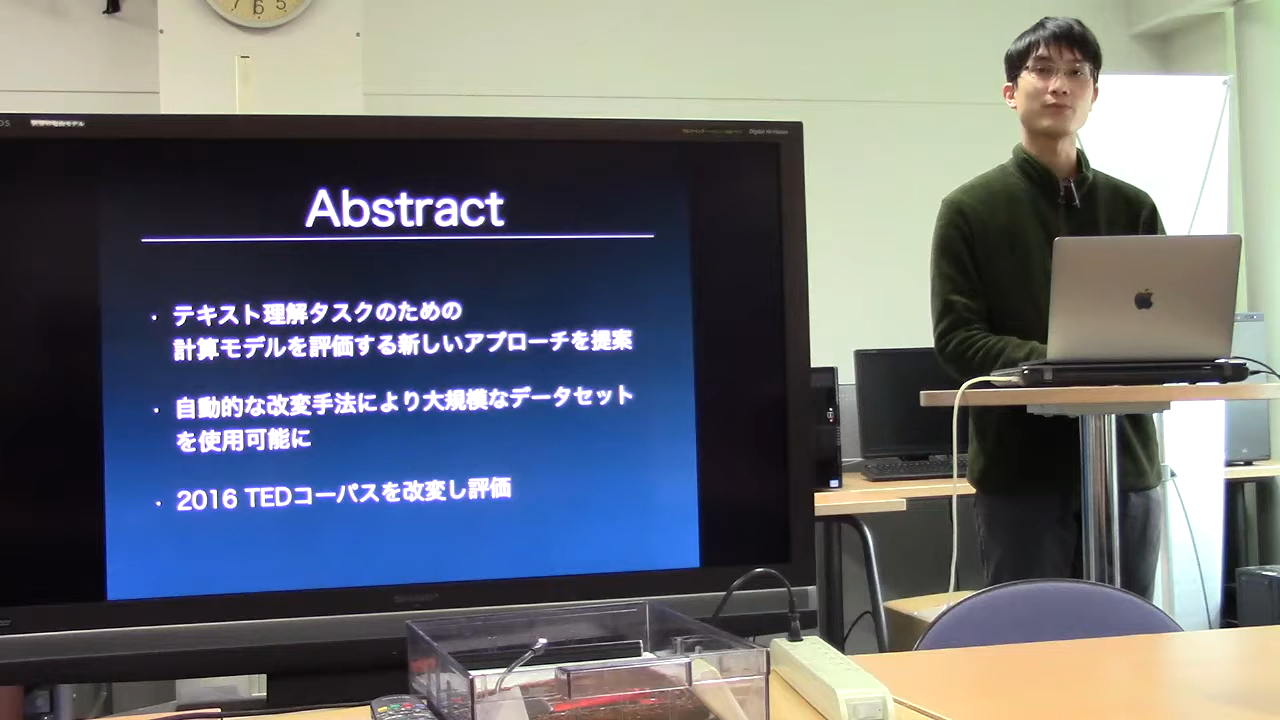 7 6 5
Abstract
・ テキスト理解タスクのための
計算モデルを評価する新しいアプローチを提案
・ 自動的な改変手法により大規模なデータセット
を使用可能に
・ 2016 TEDコーパスを改変し評価
SHARP